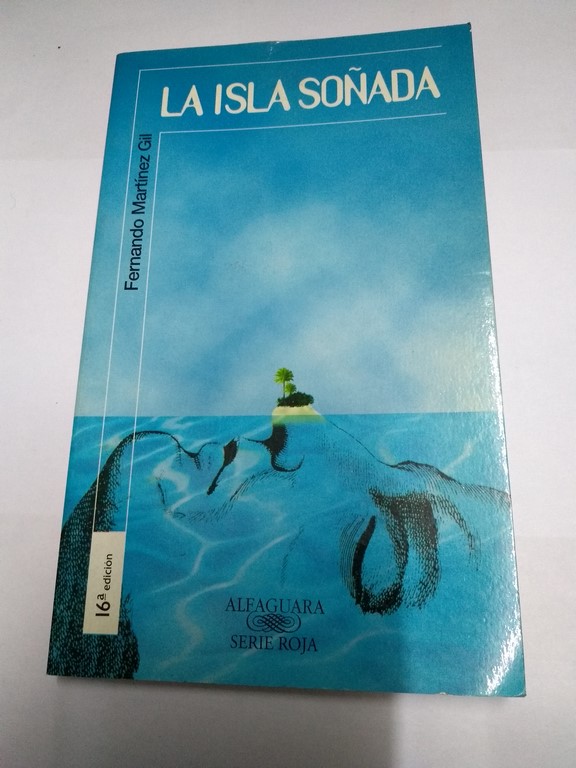 LA ISLA SOÑADA
Fernando Martínez Gil
16ª edición
ALFAGUARA
SERIE ROJA